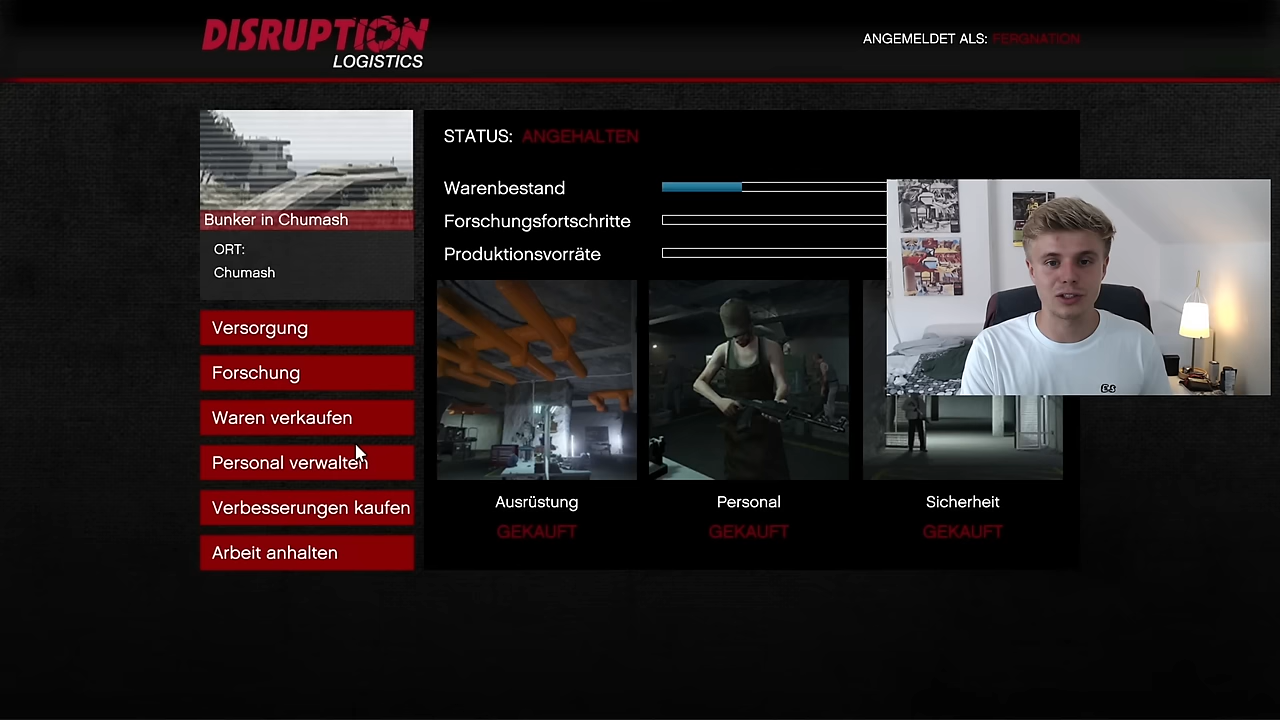 DISRUPTION
LOGISTICS
ANGEMELDET ALS: FERGNATION
Bunker in Chumash
ORT:
Chumash
Versorgung
Forschung
Waren verkaufen
Personal verwalten
Verbesserungen kaufen
Arbeit anhalten
STATUS: ANGEHALTEN
Warenbestand
Forschungsfortschritte
Produktionsvorräte
Ausrüstung
GEKAUFT
Personal
GEKAUFT
Sicherheit
GEKAUFT